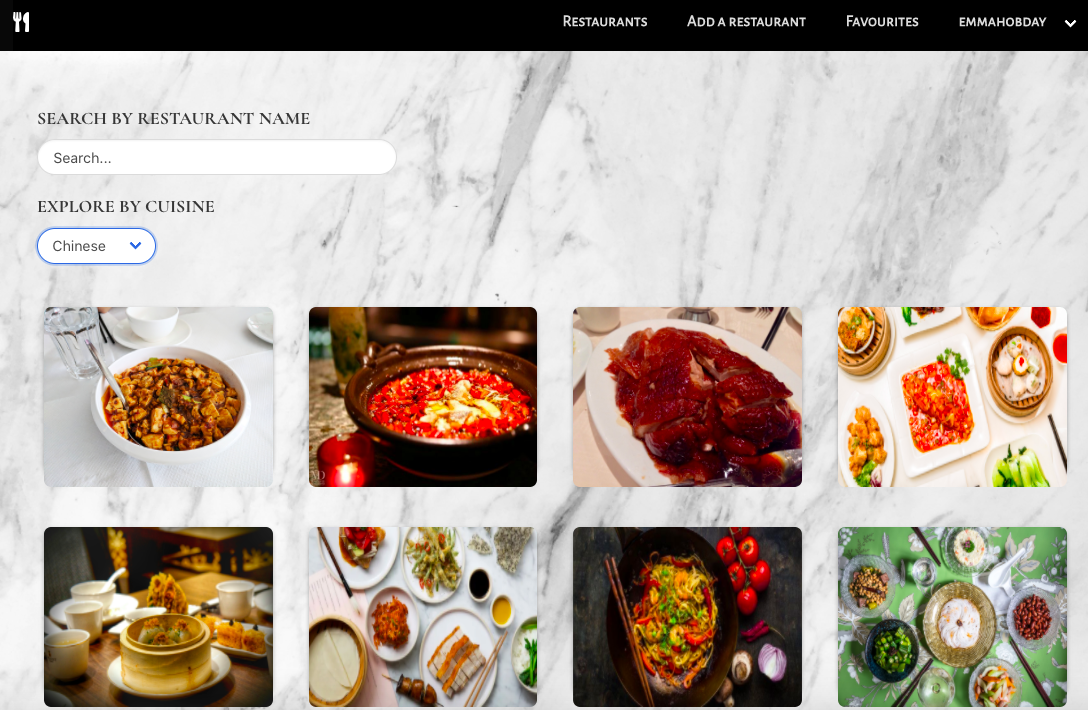 Restaurants Add a restaurant Favourites emmahobday
SEARCH BY RESTAURANT NAME
Search...
EXPLORE BY CUISINE
Chinese